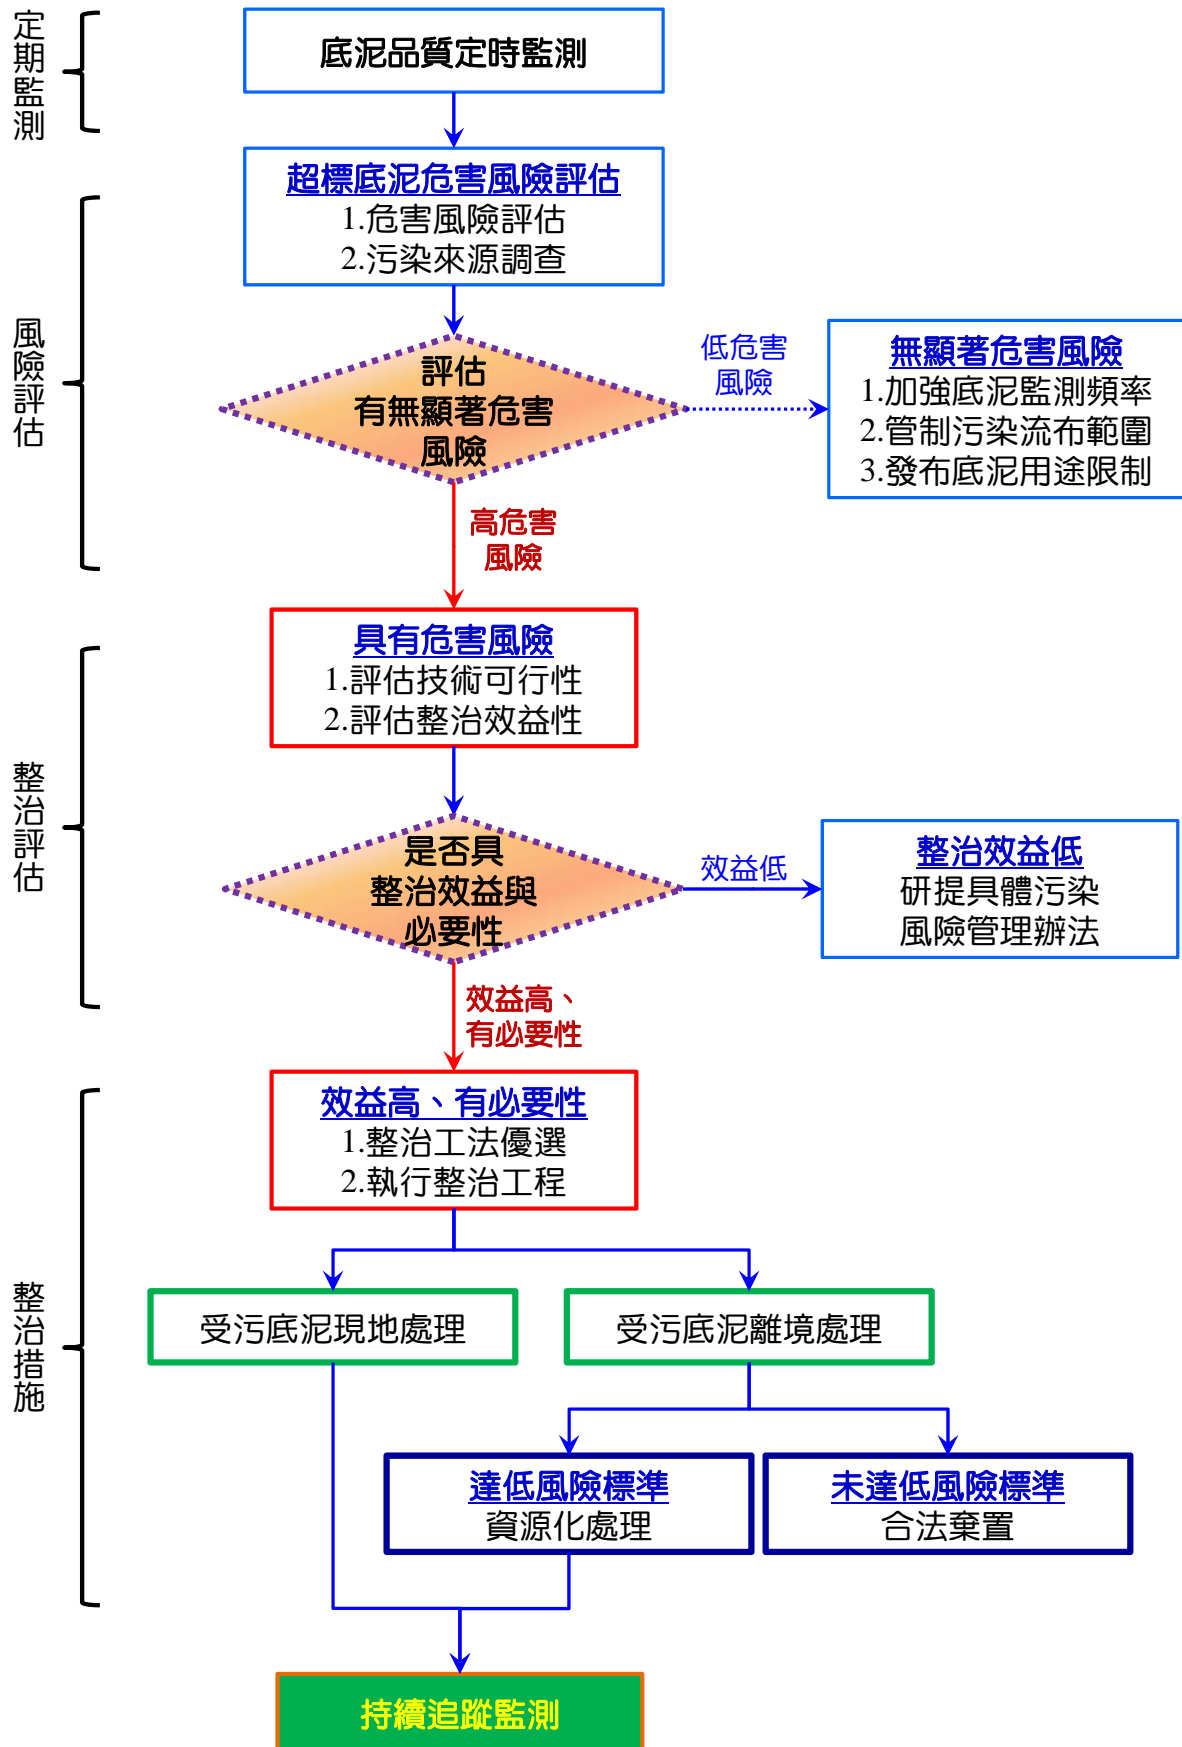 定期監測
底泥品質定時監測
風險評估
超標底泥危害風險評估
1.危害風險評估
2.污染來源調查
評估
有無顯著危害
風險
低危害
風險
無顯著危害風險
1.加強底泥監測頻率
2.管制污染流布範圍
3.發布底泥用途限制
高危害
風險
整治評估
具有危害風險
1.評估技術可行性
2.評估整治效益性
是否具
整治效益與
必要性
效益低
整治效益低
研提具體污染
風險管理辦法
效益高、
有必要性
整治措施
效益高、有必要性
1.整治工法優選
2.執行整治工程
受污底泥現地處理
受污底泥離境處理
達低風險標準
資源化處理
未達低風險標準
合法棄置
持續追蹤監測